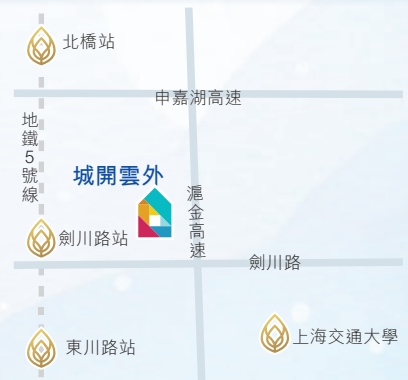 北橋站
申嘉湖高速
地鐵5號線
城開雲外
滬金高速
劍川路站
劍川路
上海交通大學
東川路站